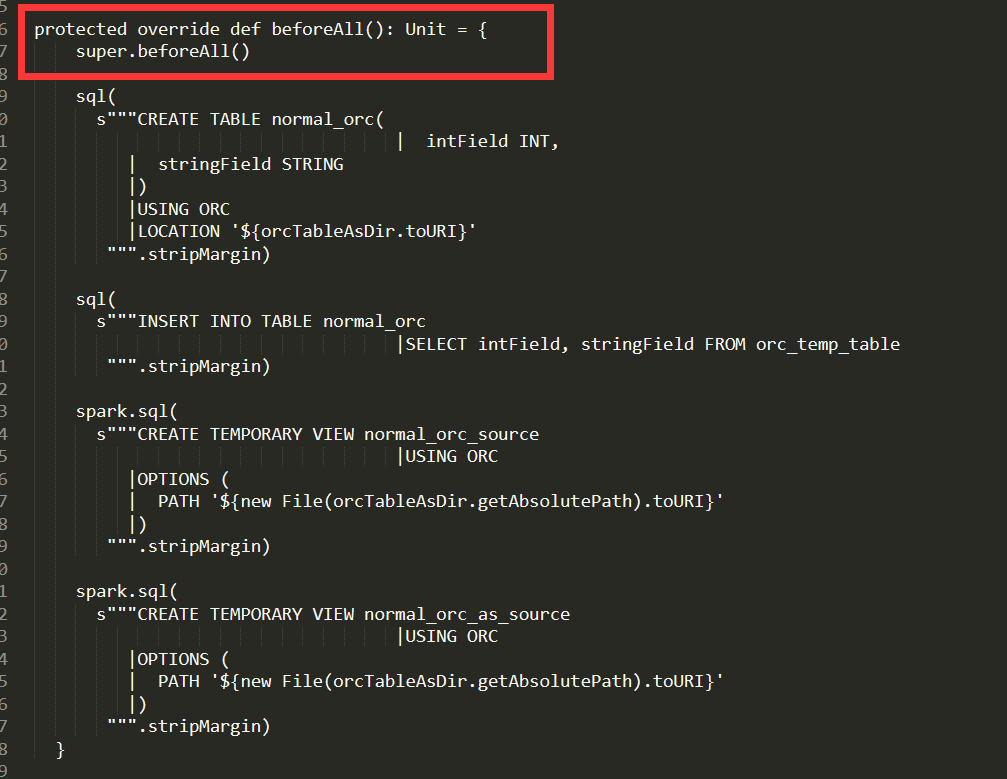 5
6 protected override def beforeAll(): Unit = {
7 super.beforeAll()
8
9 sql(
0 s"""CREATE TABLE normal_orc(
1 | intField INT,
2 | stringField STRING
3 |)
4 |USING ORC
5 |LOCATION '${orcTableAsDir.toURI}'
6 """.stripMargin)
7
8 sql(
9 s"""INSERT INTO TABLE normal_orc
0 |SELECT intField, stringField FROM orc_temp_table
1 """.stripMargin)
2
3 spark.sql(
4 s"""CREATE TEMPORARY VIEW normal_orc_source
5 |USING ORC
6 |OPTIONS (
7 | PATH '${new File(orcTableAsDir.getAbsolutePath).toURI}'
8 |)
9 """.stripMargin)
0
1 spark.sql(
2 s"""CREATE TEMPORARY VIEW normal_orc_as_source
3 |USING ORC
4 |OPTIONS (
5 | PATH '${new File(orcTableAsDir.getAbsolutePath).toURI}'
6 |)
7 """.stripMargin)
8 }
9